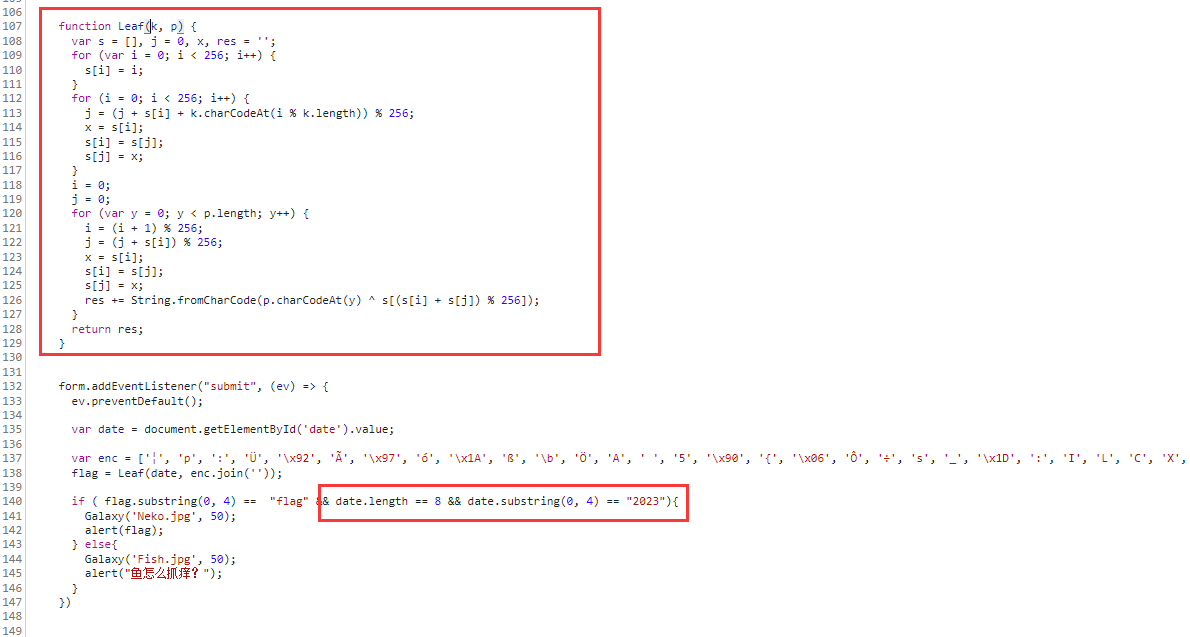 106
107 function Leaf(k, p) {
108 var s = [], j = 0, x, res = '';
109 for (var i = 0; i < 256; i++) {
110 s[i] = i;
111 }
112 for (i = 0; i < 256; i++) {
113 j = (j + s[i] + k.charCodeAt(i % k.length)) % 256;
114 x = s[i];
115 s[i] = s[j];
116 s[j] = x;
117 }
118 i = 0;
119 j = 0;
120 for (var y = 0; y < p.length; y++) {
121 i = (i + 1) % 256;
122 j = (j + s[i]) % 256;
123 x = s[i];
124 s[i] = s[j];
125 s[j] = x;
126 res += String.fromCharCode(p.charCodeAt(y) ^ s[(s[i] + s[j]) % 256]);
127 }
128 return res;
129 }
130
131
132 form.addEventListener("submit", (ev) => {
133 ev.preventDefault();
134
135 var date = document.getElementById('date').value;
136
137 var enc = ['¦', 'p', ':', 'Ü', '\x92', 'Ã', '\x97', 'ó', '\x1A', 'ß', '\b', 'Ö', 'A', ' ', '5', '\x90', '{', '\x06', 'Ô', '÷', 's', '_', '\x1D', ':', 'I', 'L', 'C', 'X',
138 flag = Leaf(date, enc.join(''));
139
140 if ( flag.substring(0, 4) == "flag" && date.length == 8 && date.substring(0, 4) == "2023"){
141 Galaxy('Neko.jpg', 50);
142 alert(flag);
143 } else{
144 Galaxy('Fish.jpg', 50);
145 alert("鱼怎么抓痒？");
146 }
147 })
148
149